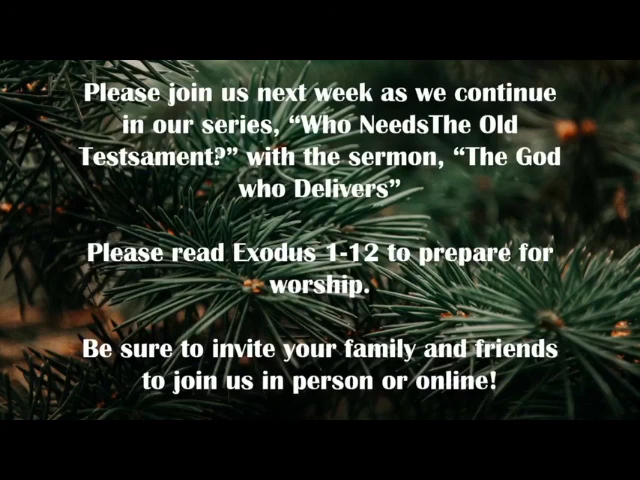 Please join us next week as we continue
in our series, “Who NeedsThe Old
Testsament?” with the sermon, “The God
who Delivers”
Please read Exodus 1-12 to prepare for
worship.
Be sure to invite your family and friends
to join us in person or online!